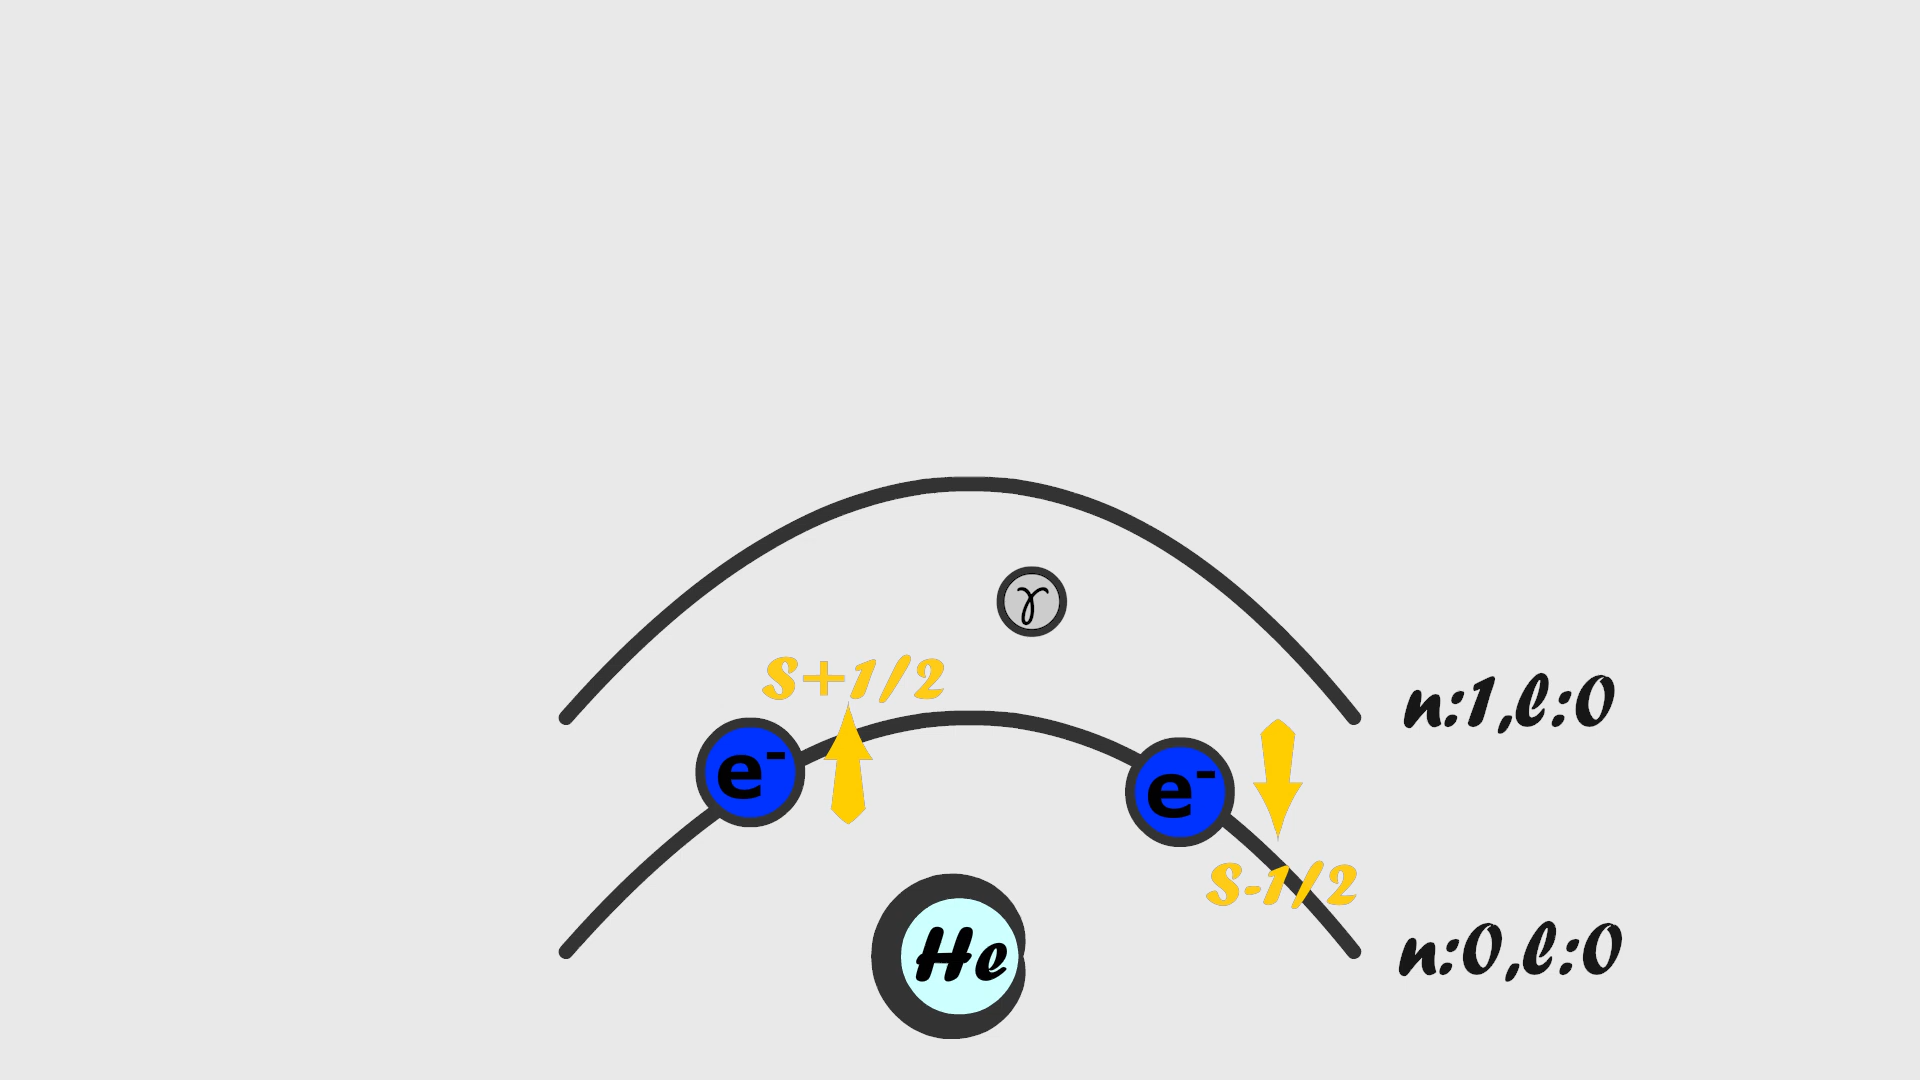 γ
S+1/2
n:1,l:0
e-
e-
S-1/2
He
n:0,l:0